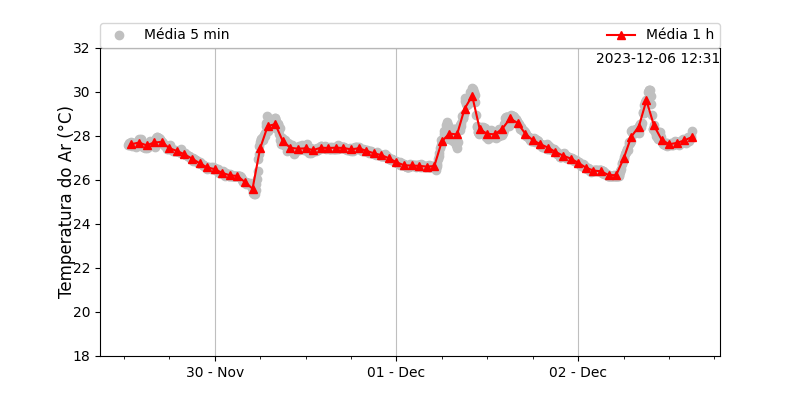 Média 5 min
Média 1 h
2023-12-06 12:31
Temperatura do Ar (°C)
32
30
28
26
24
22
20
18
30 - Nov
01 - Dec
02 - Dec